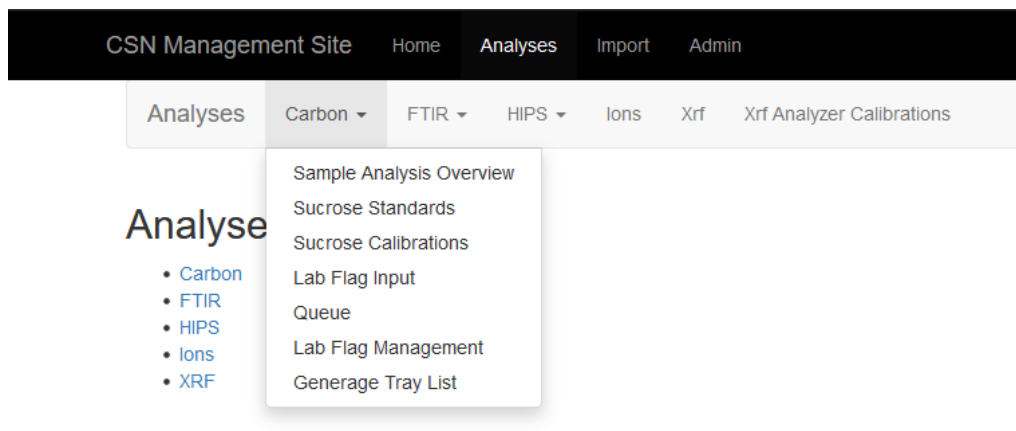 CSN Management Site Home Analyses Import Admin
Analyses Carbon FTIR HIPS Ions Xrf Xrf Analyzer Calibrations
Sample Analysis Overview
Sucrose Standards
Sucrose Calibrations
Lab Flag Input
Queue
Lab Flag Management
Generage Tray List
Analyse
Carbon
FTIR
HIPS
Ions
XRF